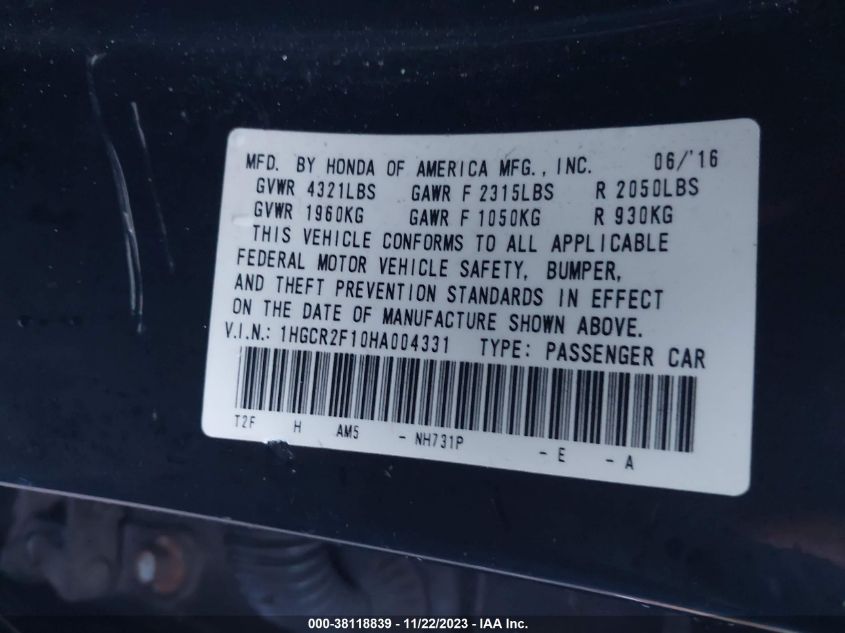 MFD. BY HONDA OF AMERICA MFG., INC. 06/'16
GVWR 4321LBS GAWR F 2315LBS R 2050LBS
GVWR 1960KG GAWR F 1050KG R 930KG
THIS VEHICLE CONFORMS TO ALL APPLICABLE
FEDERAL MOTOR VEHICLE SAFETY, BUMPER,
AND THEFT PREVENTION STANDARDS IN EFFECT
ON THE DATE OF MANUFACTURE SHOWN ABOVE.
V.I.N.: 1HGCR2F10HA004331 TYPE: PASSENGER CAR
T2F H AM5 - NH731P - E - A
000-38118839 - 11/22/2023 - IAA Inc.